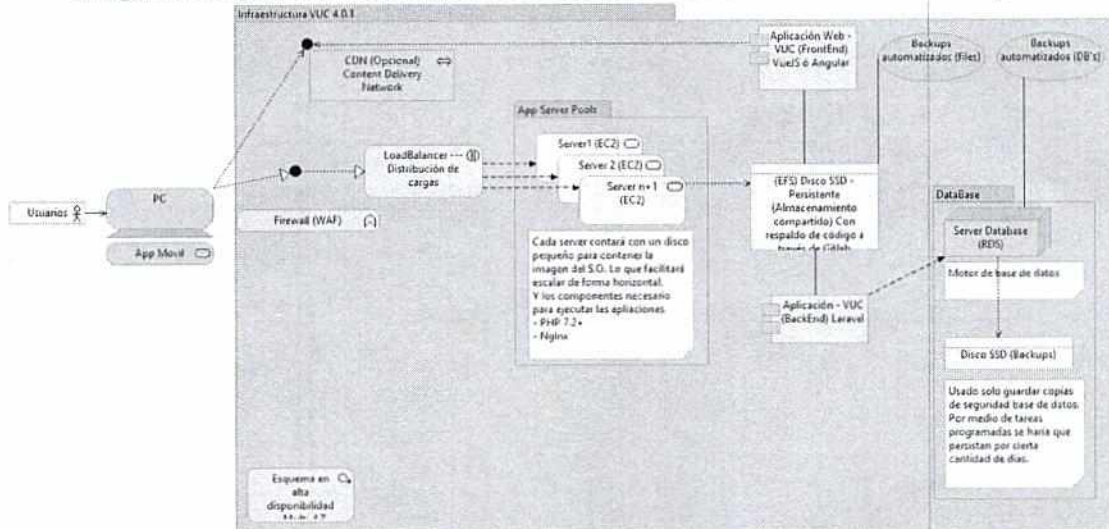 Infraestructura VUC 4.0.1
CDN (Opcional)
Content Delivery
Network
Aplicación Web -
VUC (FrontEnd)
VueJS ó Angular
Backups
automatizados (Files)
Backups
automatizados (DB's)
App Server Pools
Server1 (EC2)
Server 2 (EC2)
Server n+1
(EC2)
LoadBalancer ---
Distribución de
cargas
PC
Usuarios
App Movil
Firewall (WAF)
(EFS) Disco SSD -
Persistente
(Almacenamiento
compartido) Con
respaldo de código a
través de Gitlab
DataBase
Server Database
(RDS)
Motor de base de datos
Cada server contará con un disco
pequeño para contener la
imagen del S.O. Lo que facilitará
escalar de forma horizontal.
Y los componentes necesario
para ejecutar las apliaciones
- PHP 7.2+
- Nginx
Aplicación - VUC
(BackEnd) Laravel
Disco SSD (Backups)
Usado solo guardar copias
de seguridad base de datos.
Por medio de tareas
programadas se haría que
persistan por cierta
cantidad de días.
Esquema en
alta
disponibilidad